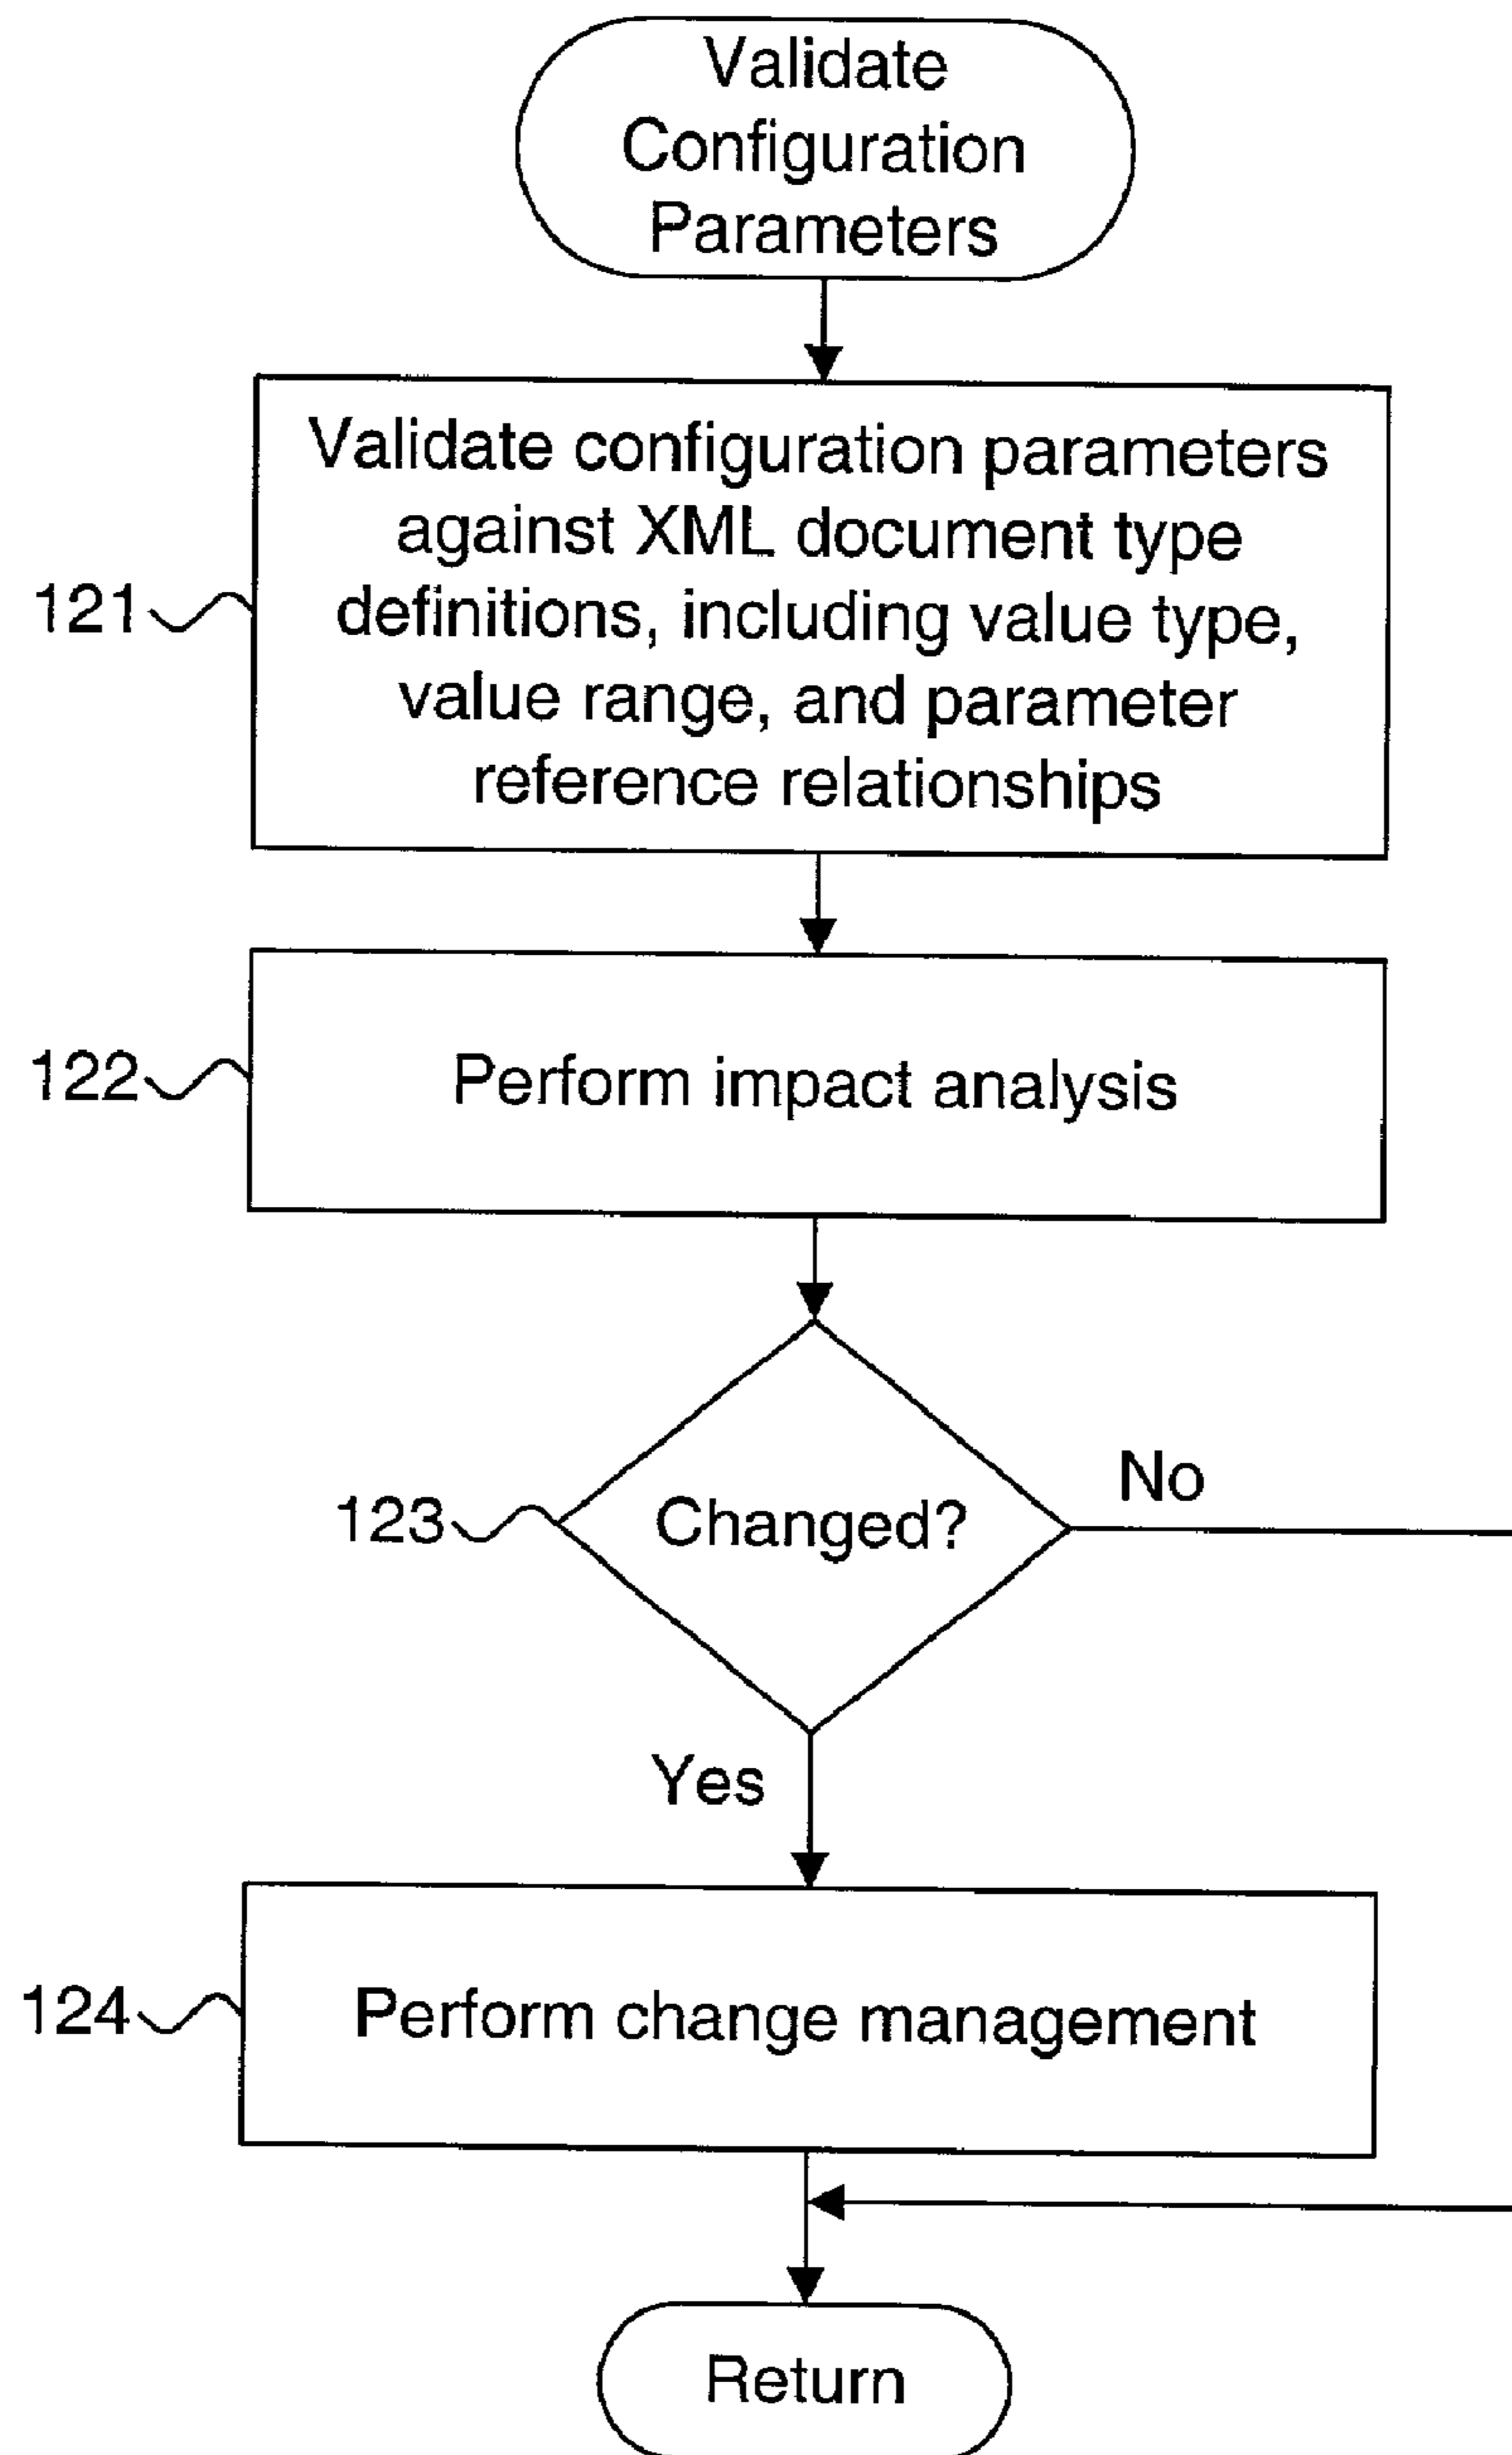 Validate
Configuration
Parameters
Validate configuration parameters
against XML document type
121
definitions, including value type,
value range, and parameter
reference relationships
122
Perform impact analysis
No
123
Changed?
Yes
124
Perform change management
Return